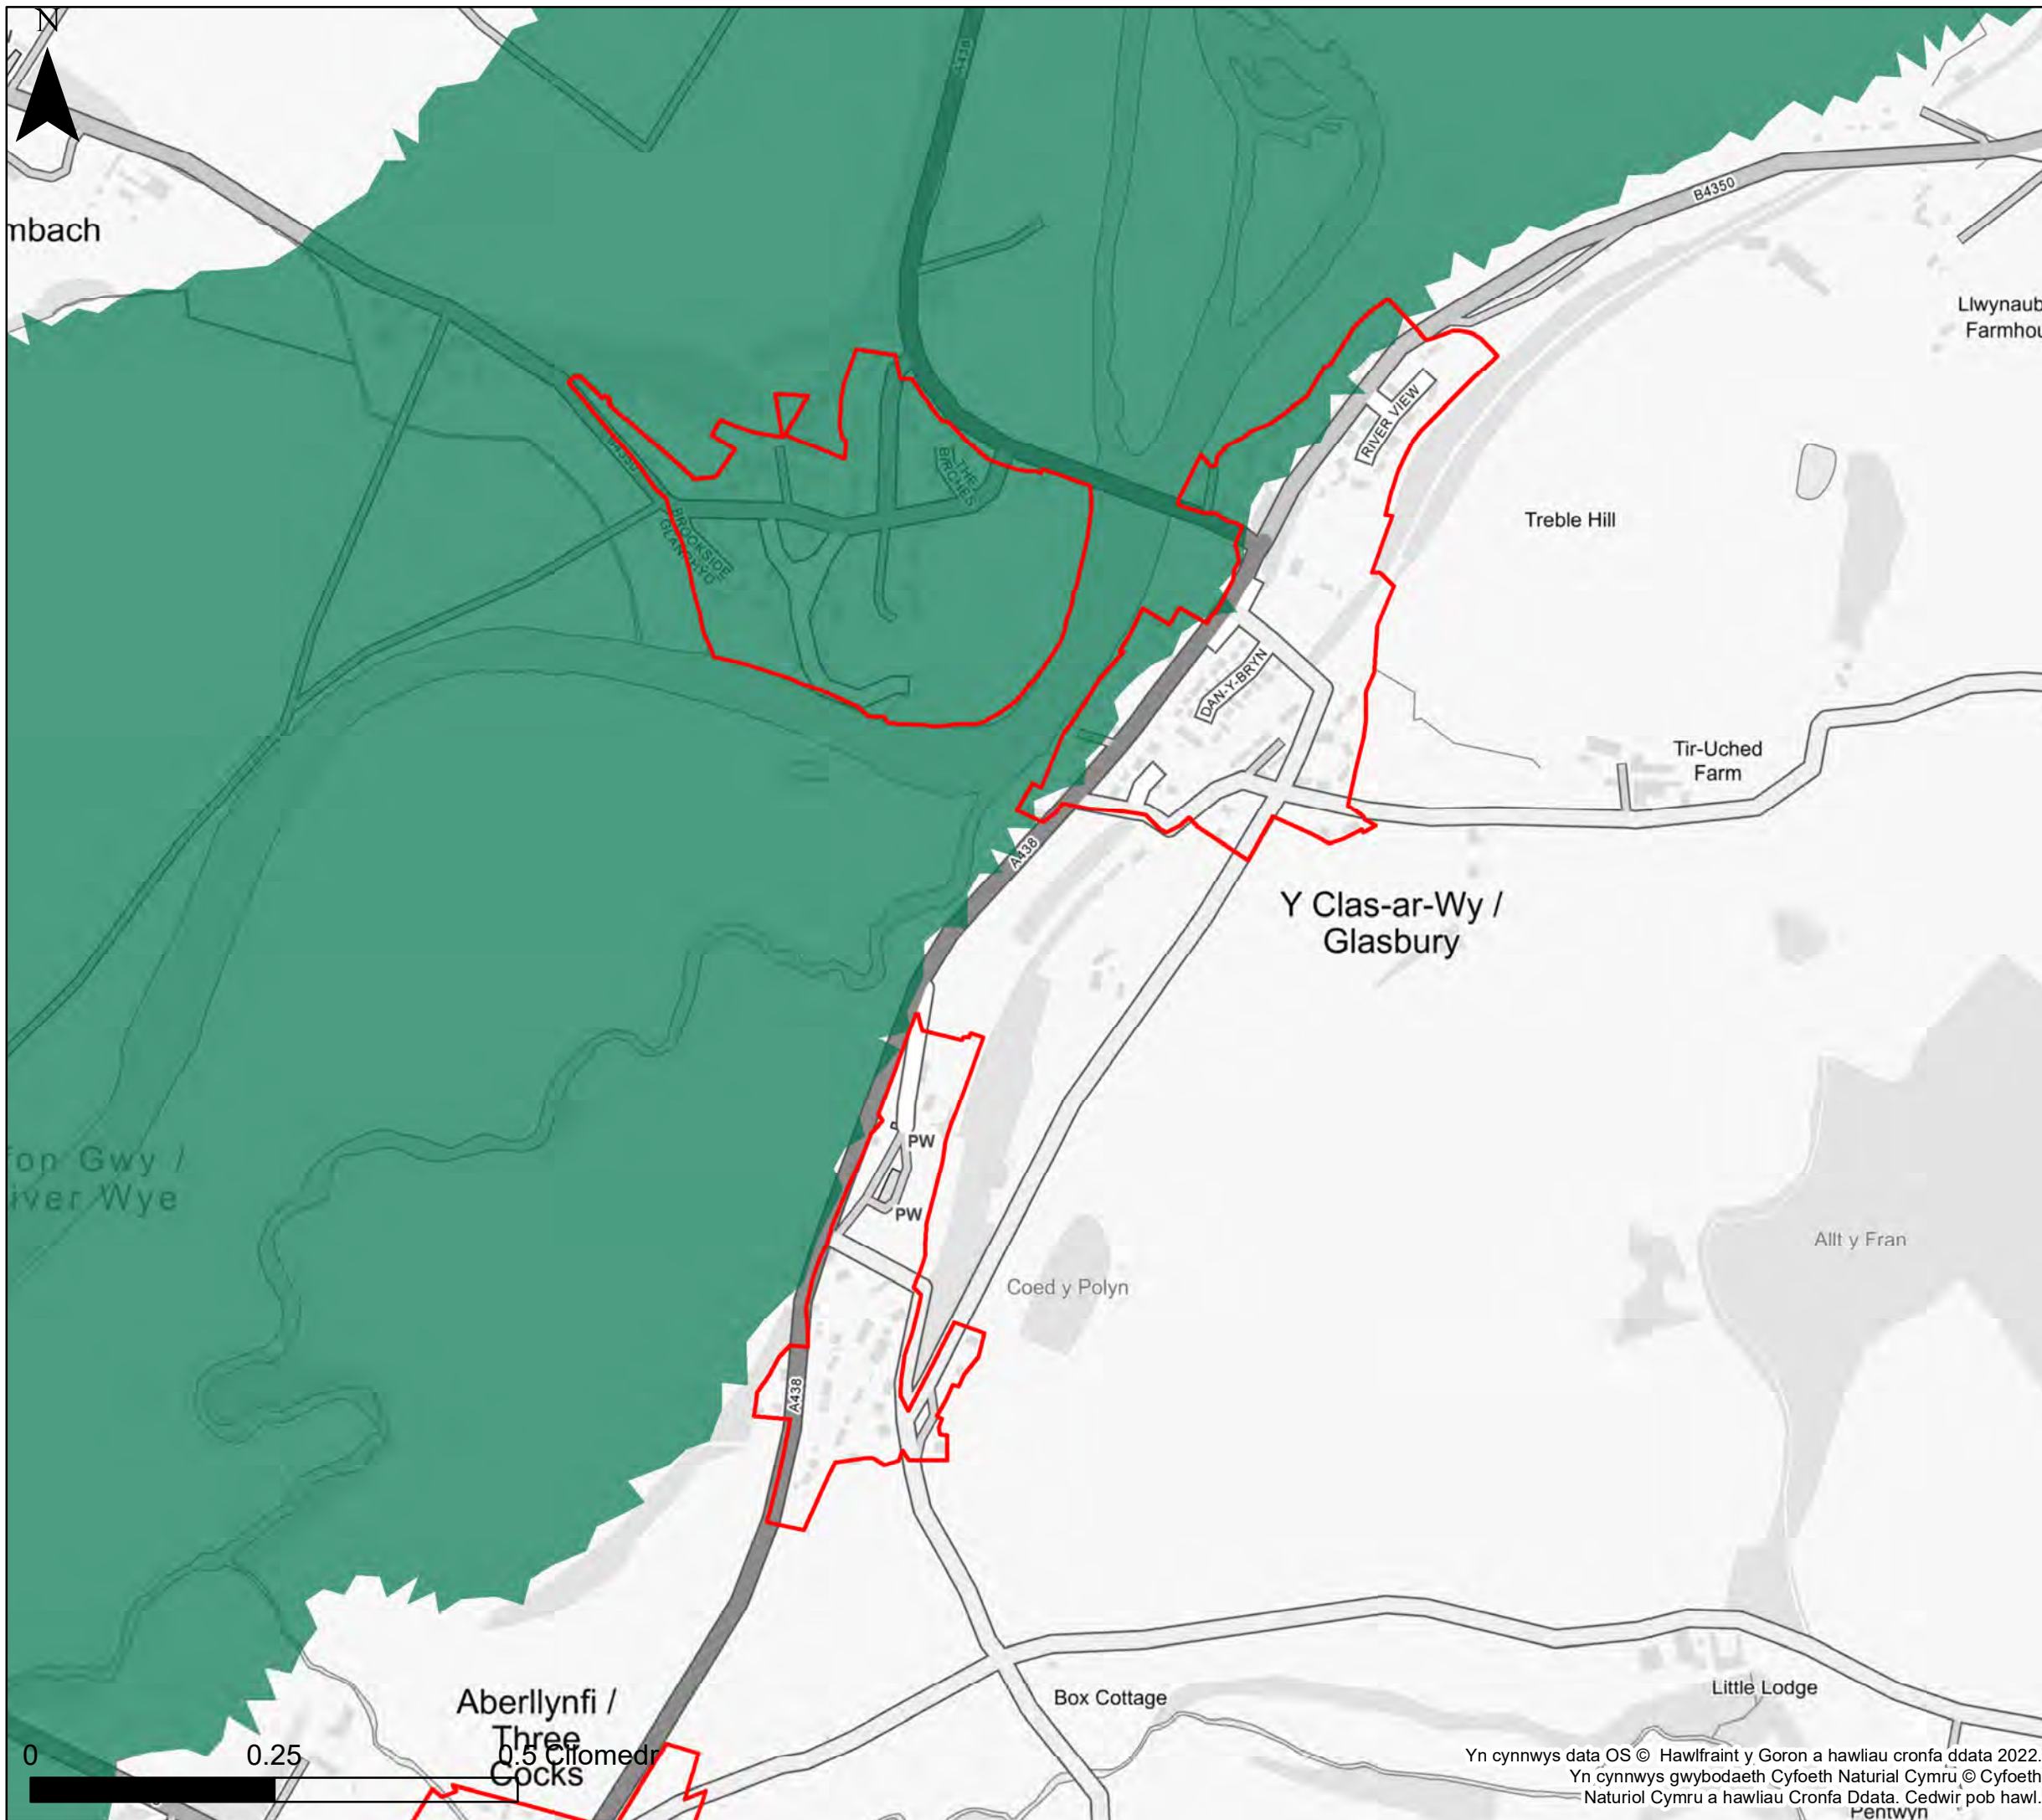 N
A438
B4350
mbach
Llwynaub
Farmhou
RIVER VIEW
B4350
THE
BIRCHES
BROOKSIDE
GLANRHYD
Treble Hill
DAN-Y-BRYN
Tir-Uched
Farm
A438
Y Clas-ar-Wy /
Glasbury
PW
fon Gwy /
iver Wye
PW
Allt y Fran
Coed y Polyn
A438
Box Cottage
Little Lodge
Aberllynfi /
Three
Cocks
0 0.25 0.5 Cilomedr
Yn cynnwys data OS © Hawlfraint y Goron a hawliau cronfa ddata 2022.
Yn cynnwys gwybodaeth Cyfoeth Naturial Cymru © Cyfoeth
Naturiol Cymru a hawliau Cronfa Ddata. Cedwir pob hawl.
Pentwyn